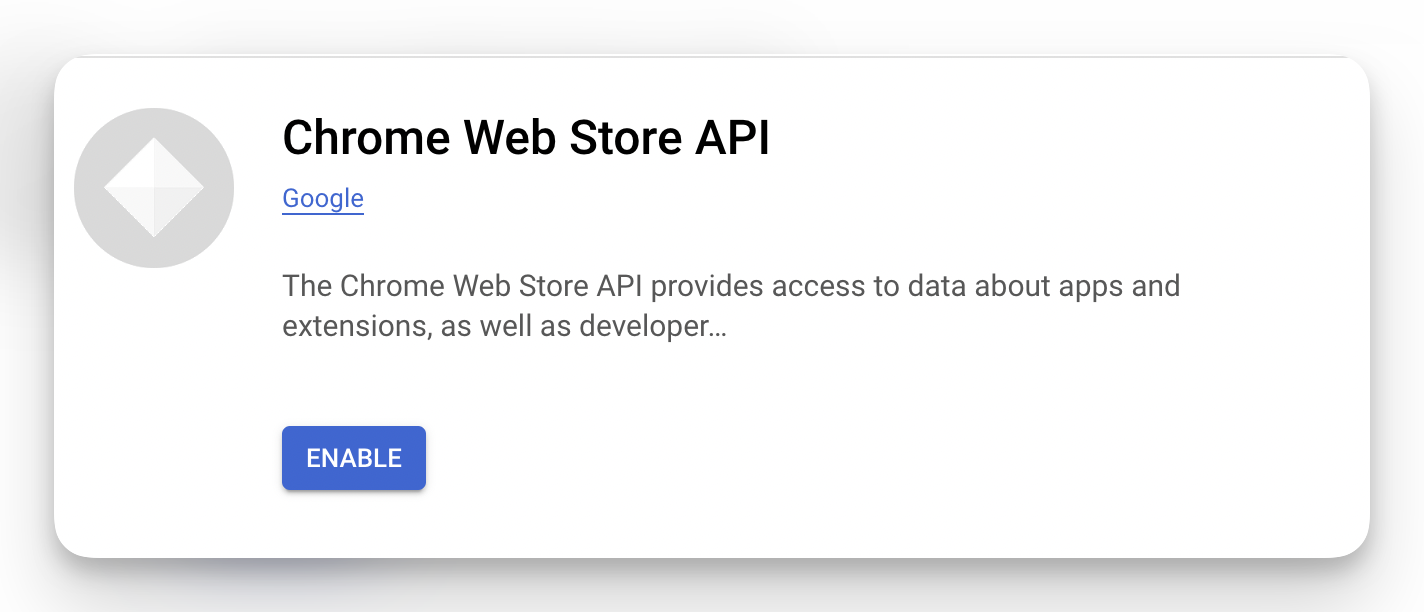 Chrome Web Store API
Google
The Chrome Web Store API provides access to data about apps and
extensions, as well as developer…
ENABLE